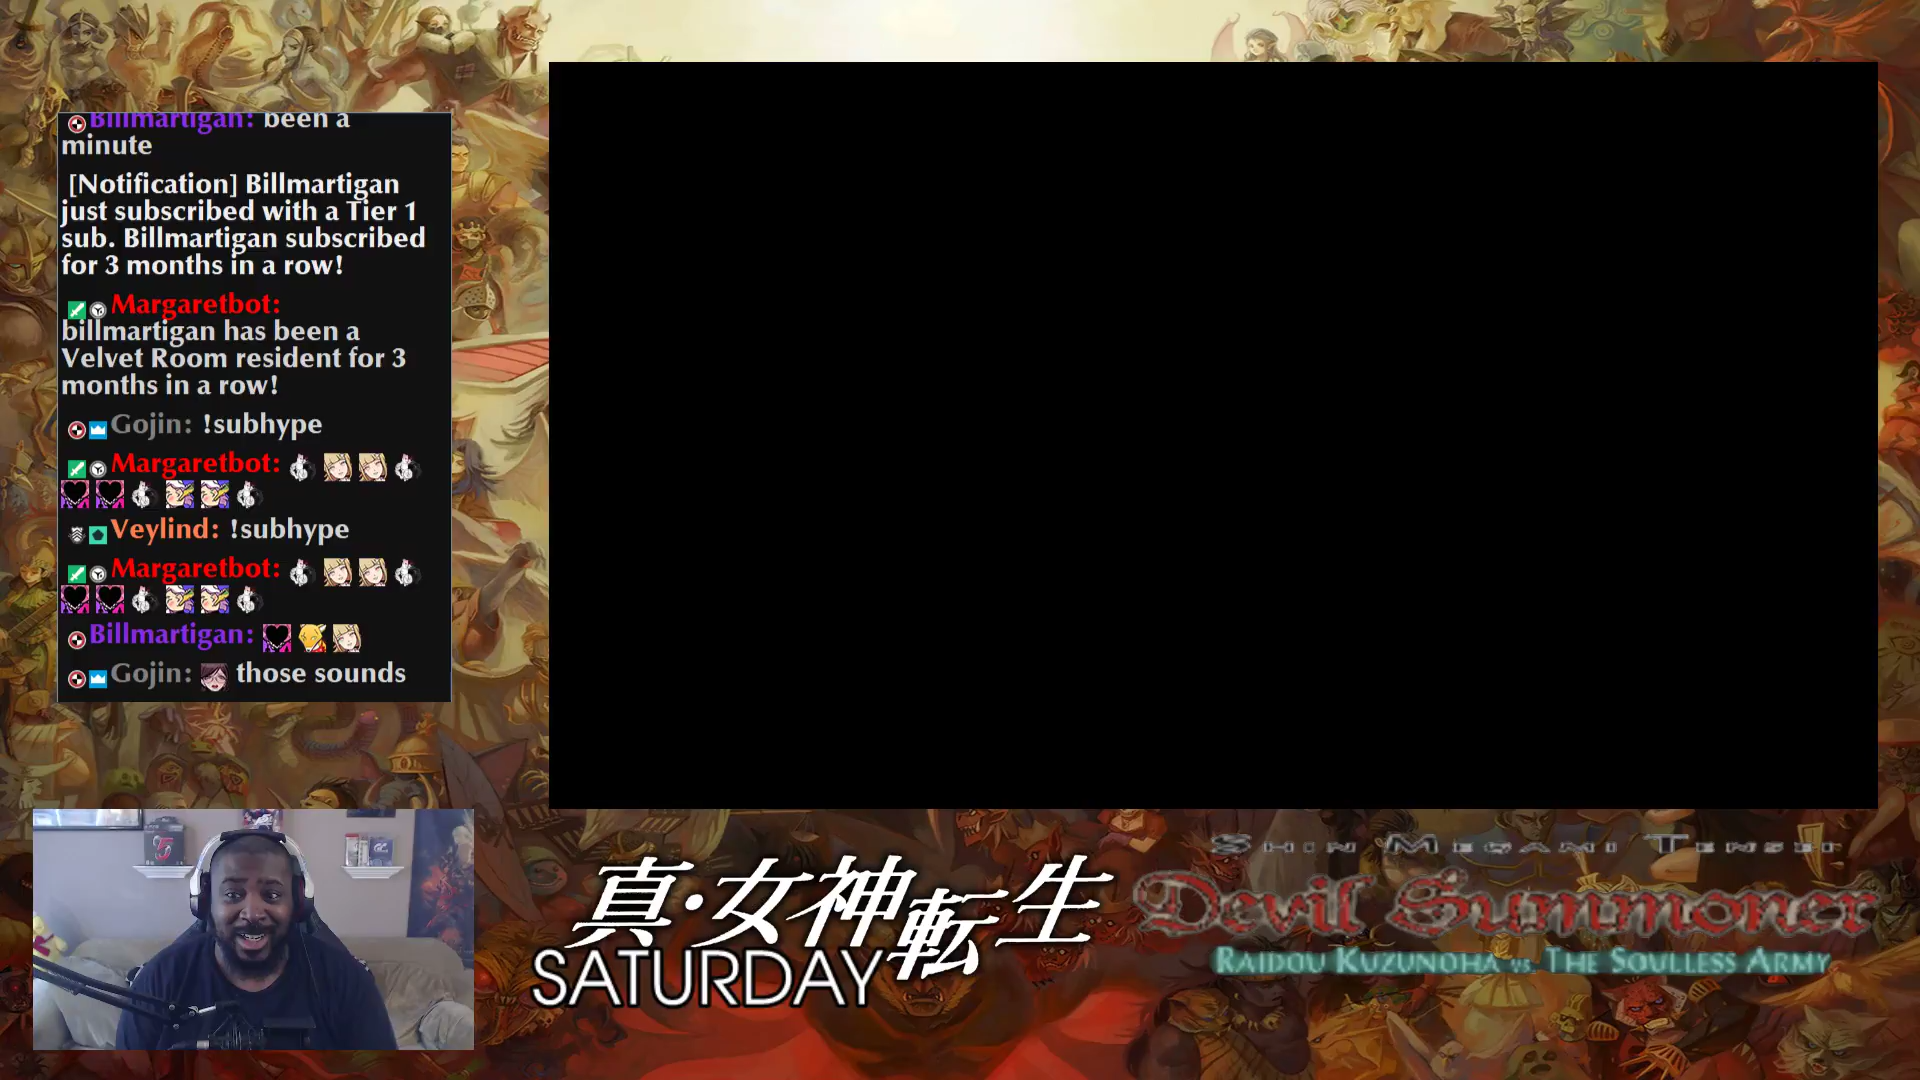 Billmartigan: been a
minute
[Notification] Billmartigan
just subscribed with a Tier 1
sub. Billmartigan subscribed
for 3 months in a row!
Margaretbot:
billmartigan has been a
Velvet Room resident for 3
months in a row!
Gojin: !subhype
Margaretbot:
Veylind: !subhype
Margaretbot:
Billmartigan:
Gojin: those sounds
真・女神転生
SATURDAY
Shin Megami Tensei
Devil Summoner
Raidou Kuzunoha vs. The Soulless Army